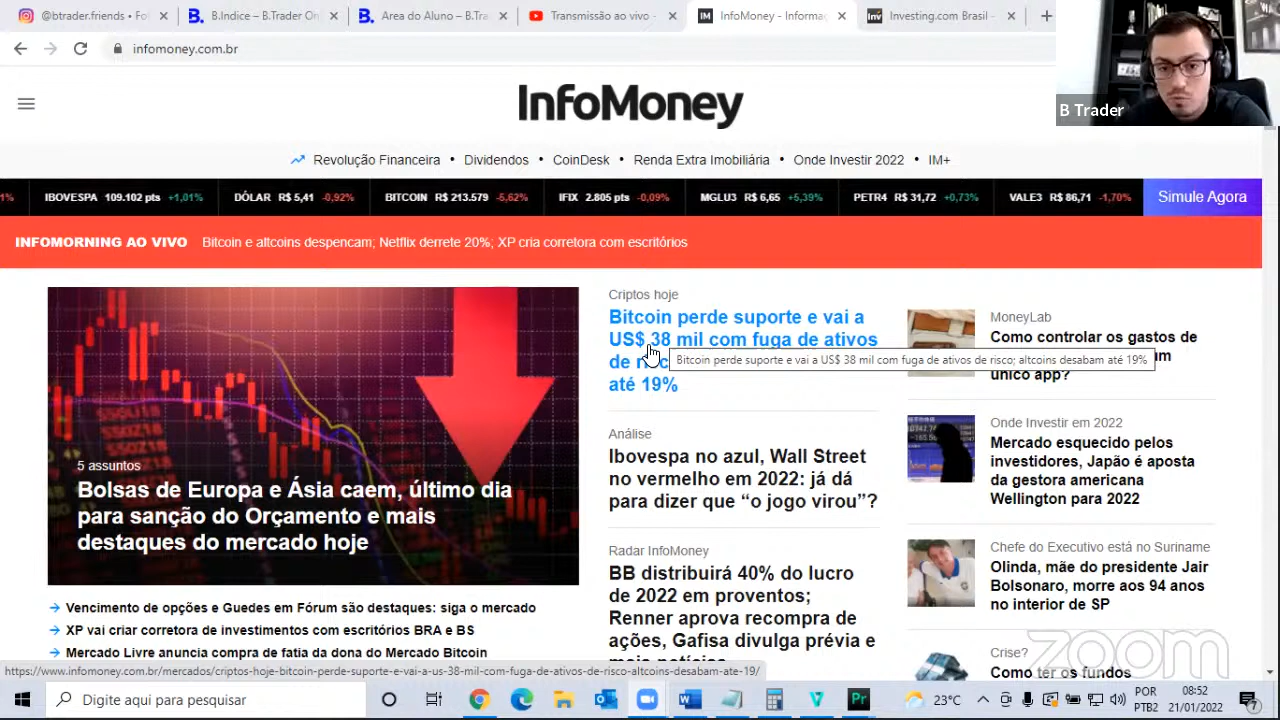 @btrader.friends • Fo
B.Indice – B.Trader On
Area do Aluno – B.Tra
Transmissão ao vivo -
IM InfoMoney - Informaç
Inv Investing.com Brasil -
infomoney.com.br
B Trader
InfoMoney
Revolução Financeira • Dividendos • CoinDesk • Renda Extra Imobiliária • Onde Investir 2022 • IM+
1% IBOVESPA 109.102 pts +1,01% DÓLAR R$ 5,41 -0,92% BITCOIN R$ 213.579 -5,62% IFIX 2.805 pts -0,09% MGLU3 R$ 6,65 +5,39% PETR4 R$ 31,72 +0,73% VALE3 R$ 86,71 -1,70% Simule Agora
INFOMORNING AO VIVO Bitcoin e altcoins despencam; Netflix derrete 20%; XP cria corretora com escritórios
5 assuntos
Bolsas de Europa e Ásia caem, último dia
para sanção do Orçamento e mais
destaques do mercado hoje
Vencimento de opções e Guedes em Fórum são destaques: siga o mercado
XP vai criar corretora de investimentos com escritórios BRA e BS
Mercado Livre anuncia compra de fatia da dona do Mercado Bitcoin
Criptos hoje
Bitcoin perde suporte e vai a
US$ 38 mil com fuga de ativos
de risc
até 19%
Bitcoin perde suporte e vai a US$ 38 mil com fuga de ativos de risco; altcoins desabam até 19%
Análise
Ibovespa no azul, Wall Street
no vermelho em 2022: já dá
para dizer que “o jogo virou”?
Radar InfoMoney
BB distribuirá 40% do lucro
de 2022 em proventos;
Renner aprova recompra de
ações, Gafisa divulga prévia e
mais notícias
MoneyLab
Como controlar os gastos de
m
único app?
Onde Investir em 2022
Mercado esquecido pelos
investidores, Japão é aposta
da gestora americana
Wellington para 2022
Chefe do Executivo está no Suriname
Olinda, mãe do presidente Jair
Bolsonaro, morre aos 94 anos
no interior de SP
Crise?
Como ter os fundos
zoom
https://www.infomoney.com.br/mercados/criptos-hoje-bitcoin-perde-suporte-e-vai-a-us-38-mil-com-fuga-de-ativos-de-risco-altcoins-desabam-ate-19/
Digite aqui para pesquisar
Pr
23°C
POR
PTB2
08:52
21/01/2022
7